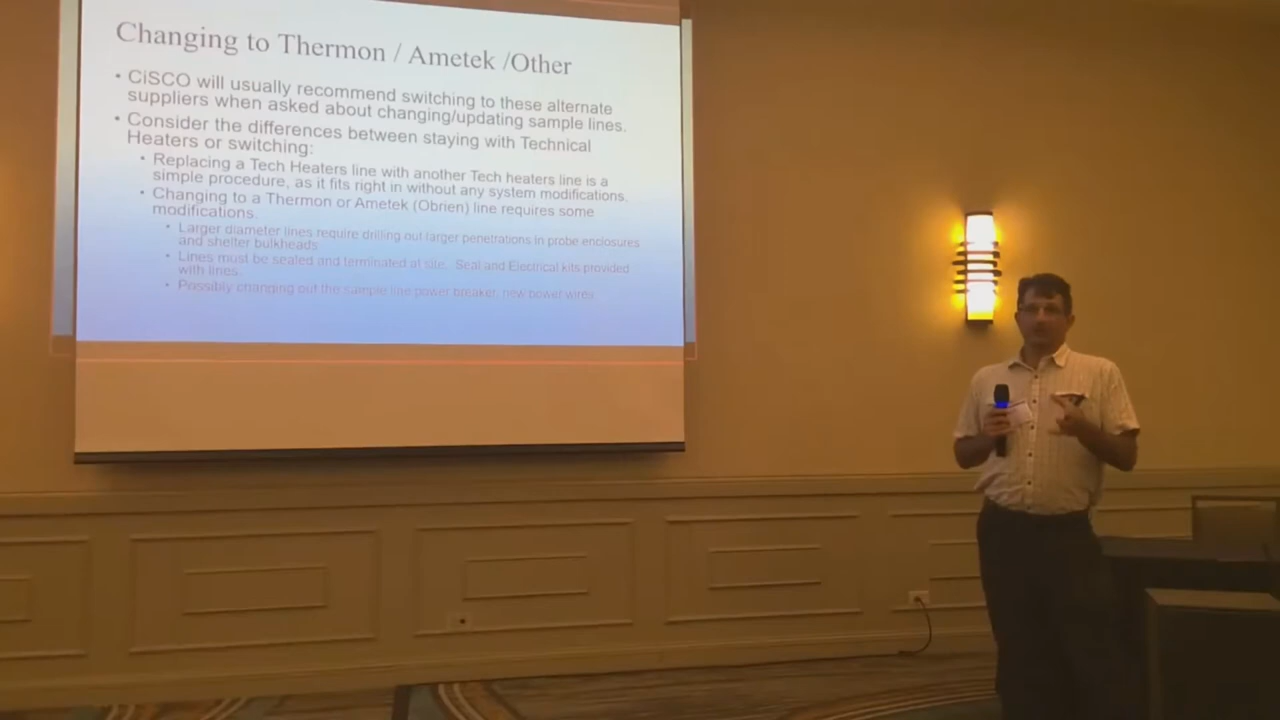 Changing to Thermon / Ametek /Other
• CiSCO will usually recommend switching to these alternate
suppliers when asked about changing/updating sample lines.
• Consider the differences between staying with Technical
Heaters or switching:
• Replacing a Tech Heaters line with another Tech heaters line is a
simple procedure, as it fits right in without any system modifications.
• Changing to a Thermon or Ametek (Obrien) line requires some
modifications.
• Larger diameter lines require drilling out larger penetrations in probe enclosures
and shelter bulkheads
• Lines must be sealed and terminated at site. Seal and Electrical kits provided
with lines.
• Possibly changing out the sample line power breaker, new power wires